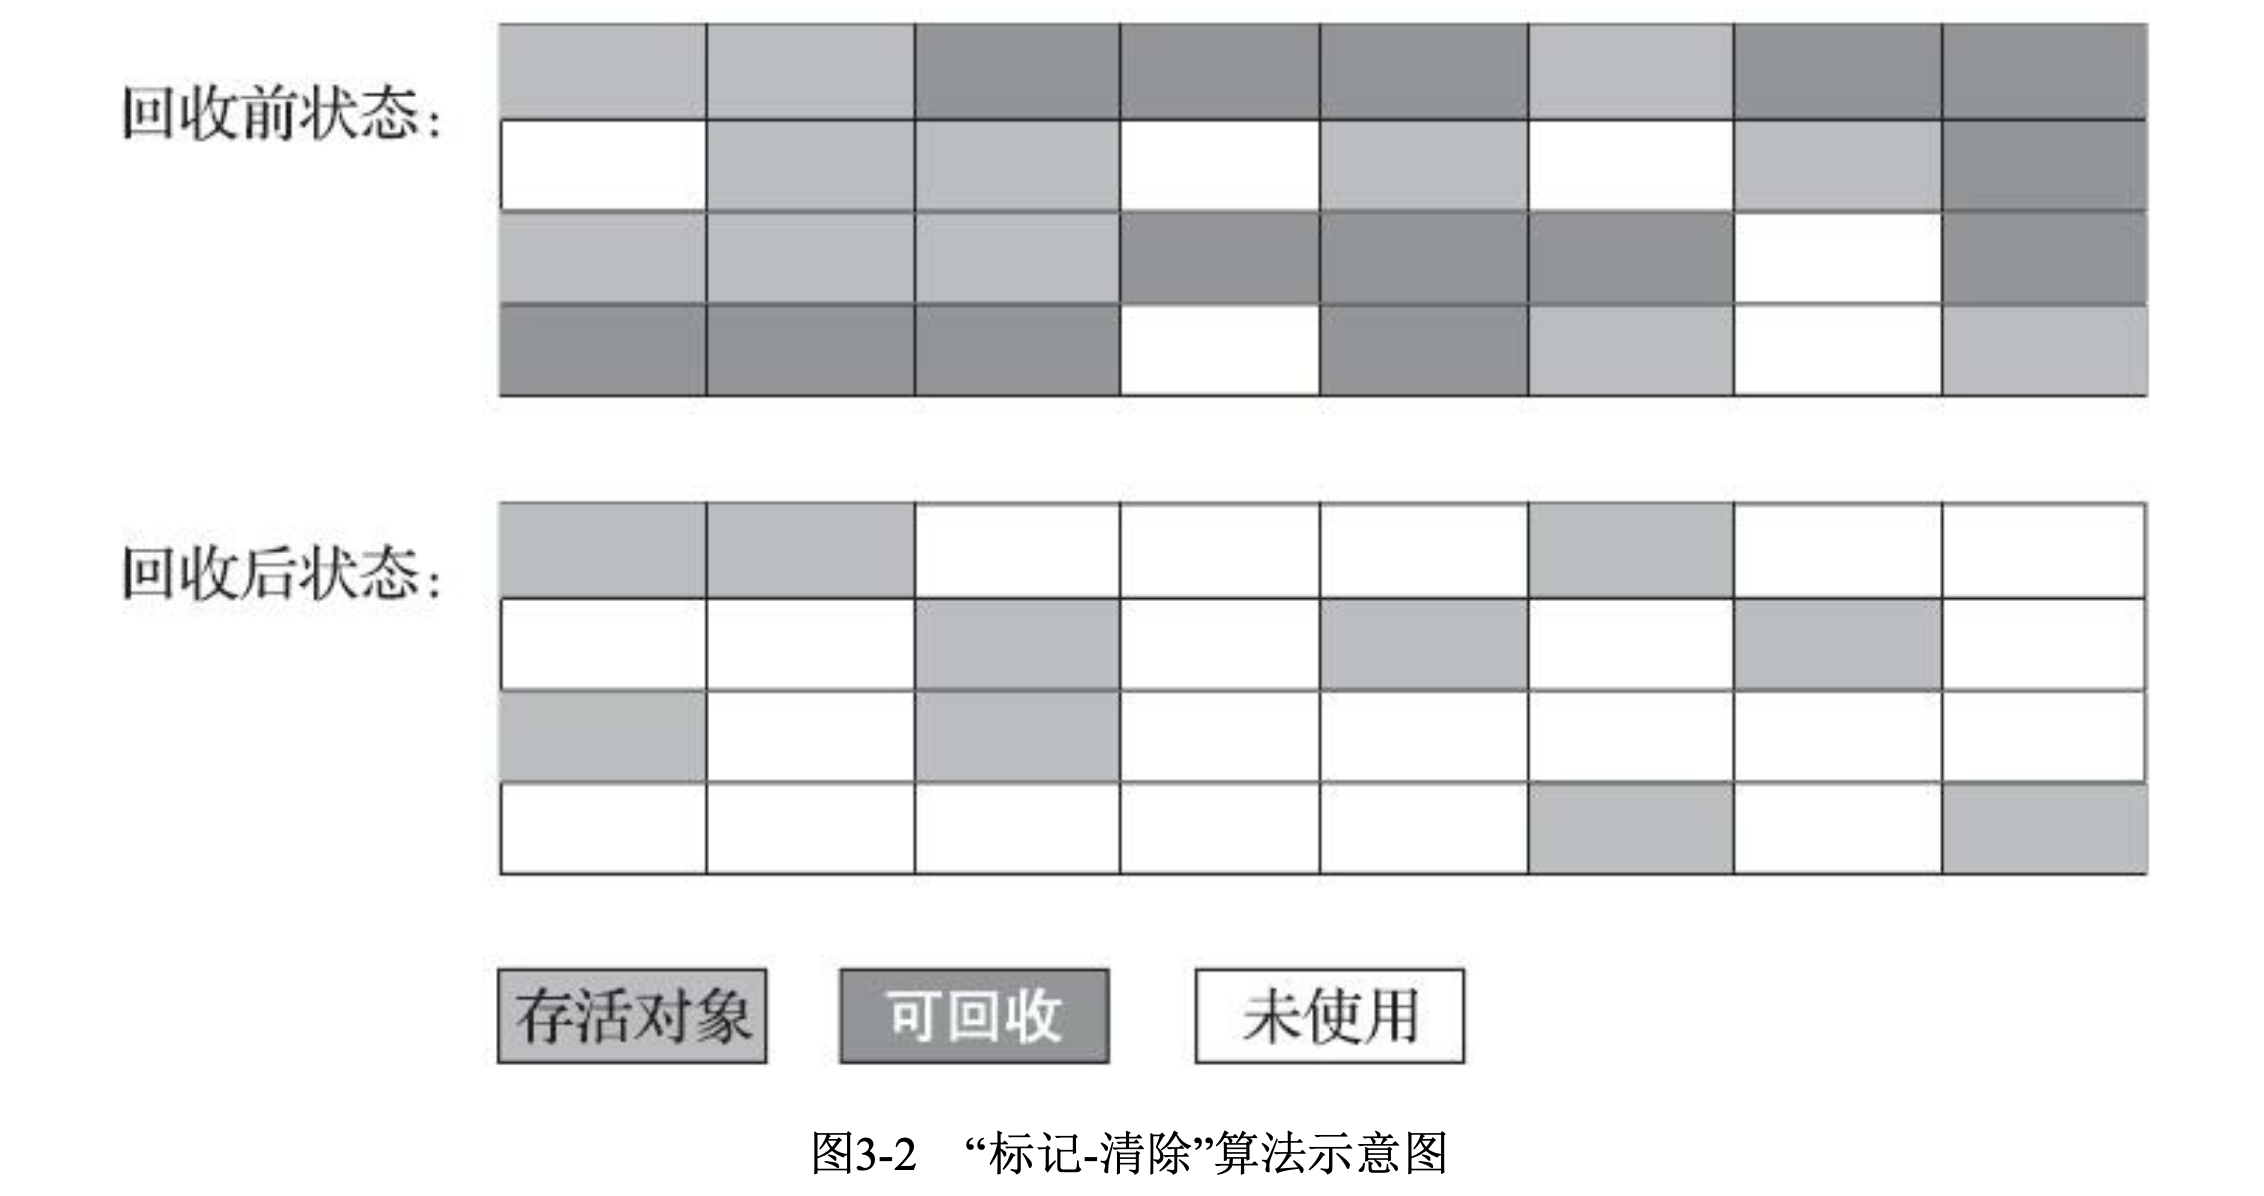 回收前状态：
回收后状态：
存活对象
可回收
未使用
图3-2　“标记-清除”算法示意图